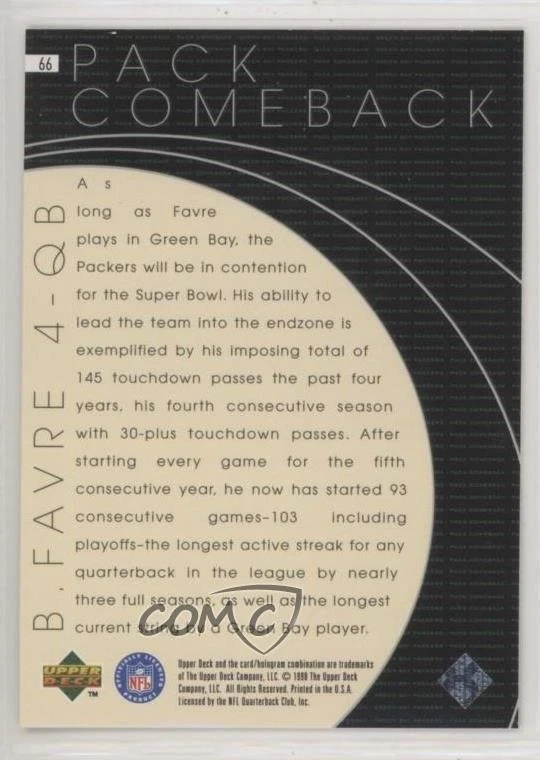 66
PACK
COMEBACK
B. FAVRE 4-QB
As
long as Favre
plays in Green Bay, the
Packers will be in contention
for the Super Bowl. His ability to
lead the team into the endzone is
exemplified by his imposing total of
145 touchdown passes the past four
years, his fourth consecutive season
with 30-plus touchdown passes. After
starting every game for the fifth
consecutive year, he now has started 93
consecutive games-103 including
playoffs-the longest active streak for any
quarterback in the league by nearly
three full seasons, as well as the longest
current string by a Green Bay player.
COMC
UPPER
DECK
TM
NFL
Upper Deck and the card/hologram combination are trademarks
of The Upper Deck Company, LLC. © 1998 The Upper Deck
Company, LLC. All Rights Reserved. Printed in the U.S.A.
Licensed by the NFL Quarterback Club, Inc.